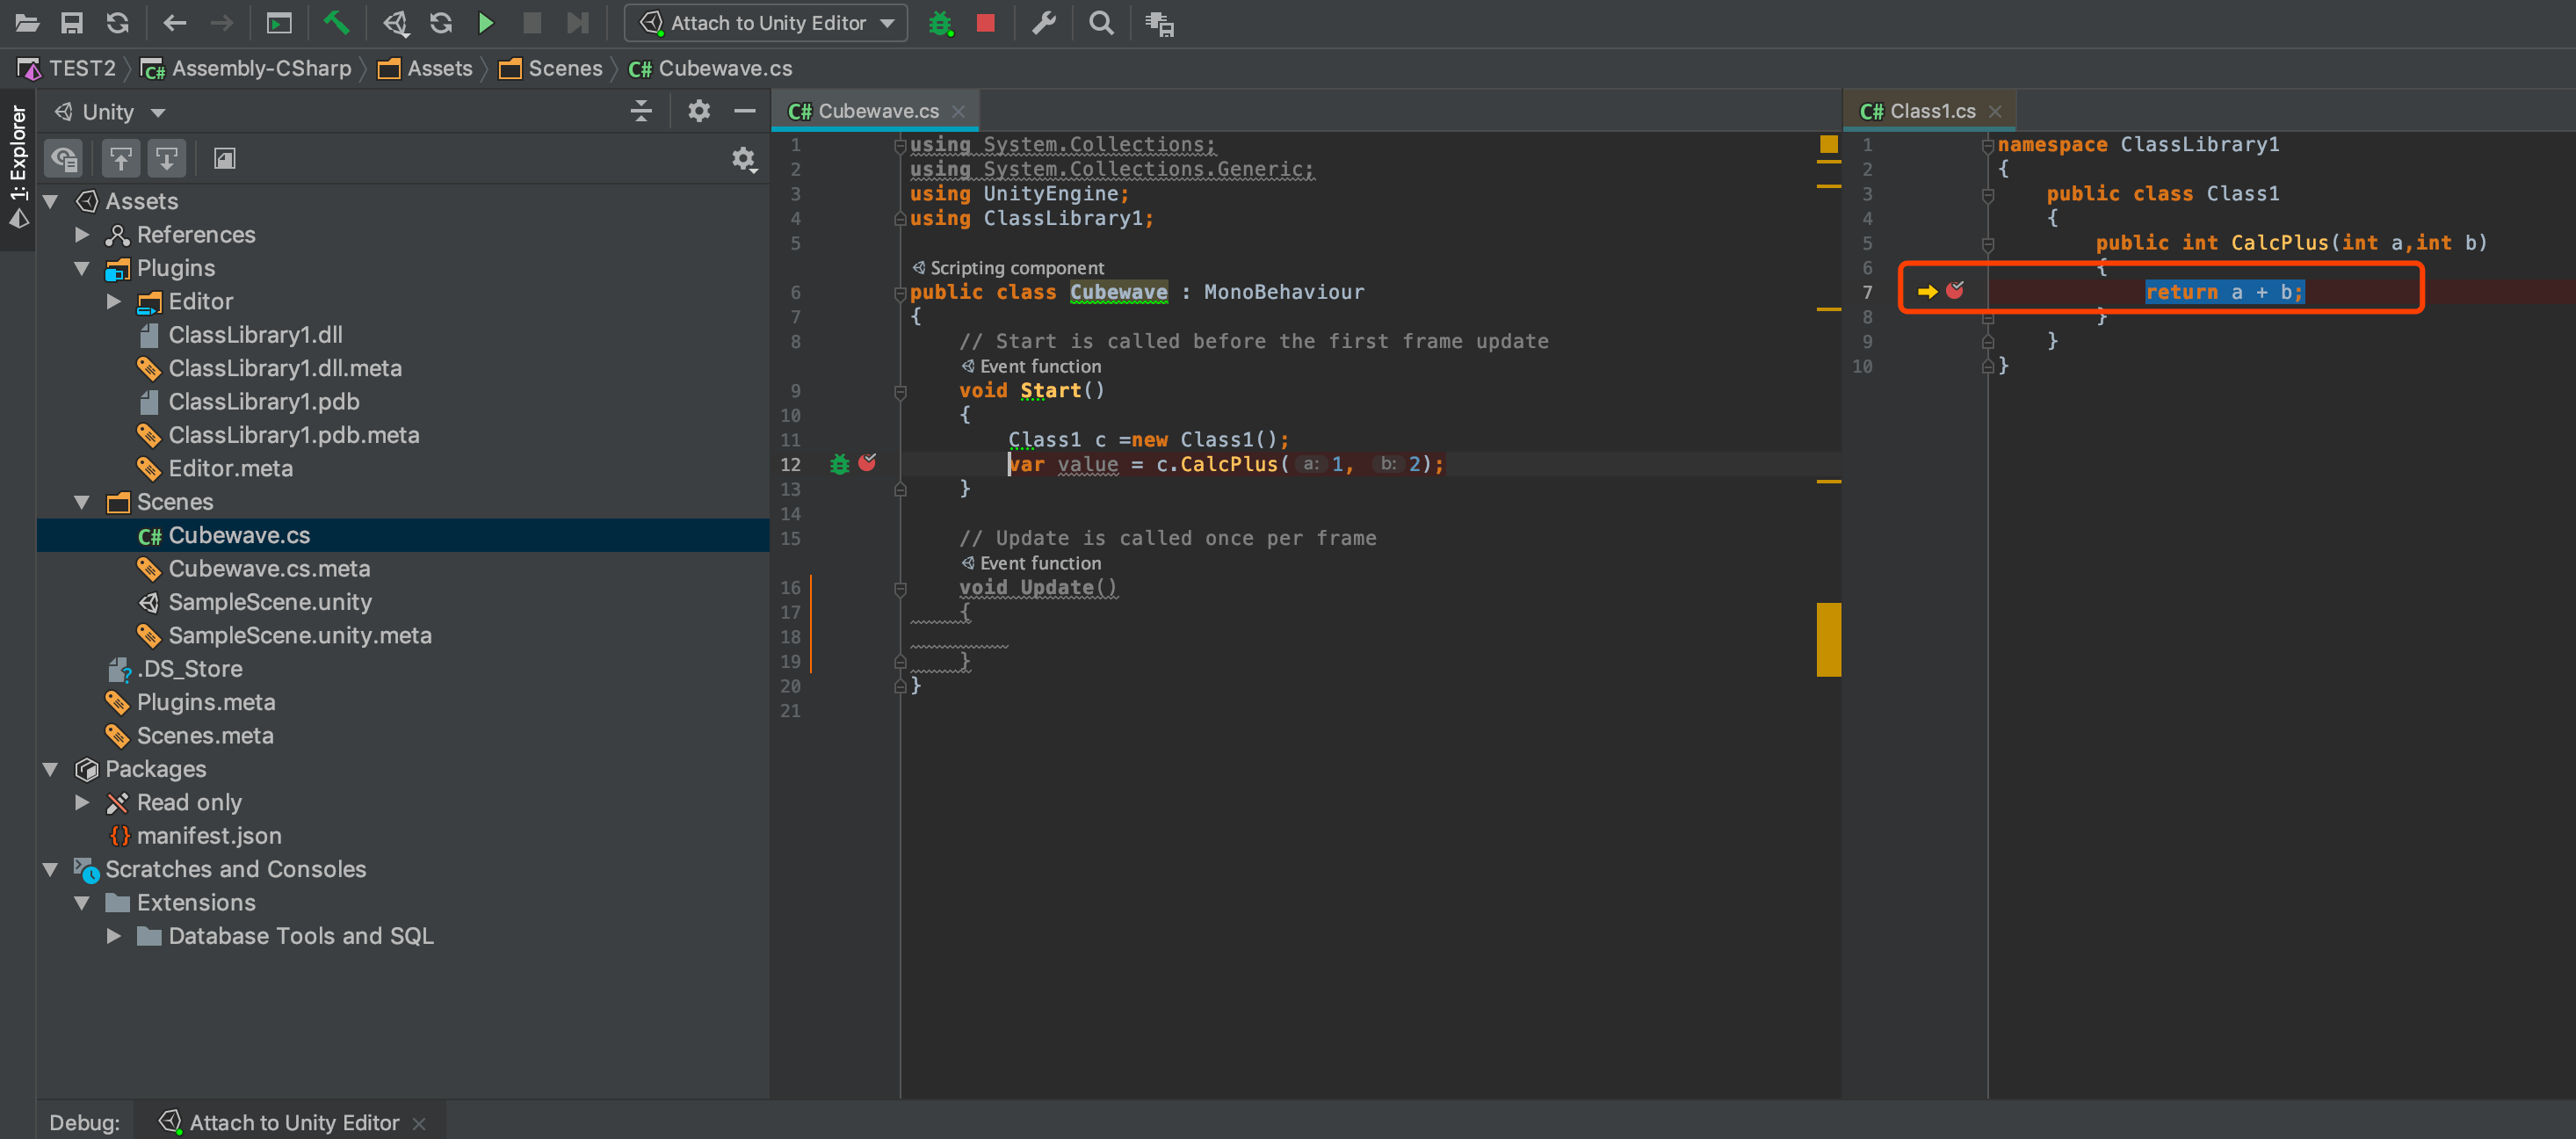 Attach to Unity Editor
TEST2 Assembly-CSharp Assets Scenes C# Cubewave.cs
1: Explorer
Unity
Assets
References
Plugins
Editor
ClassLibrary1.dll
ClassLibrary1.dll.meta
ClassLibrary1.pdb
ClassLibrary1.pdb.meta
Editor.meta
Scenes
C# Cubewave.cs
Cubewave.cs.meta
SampleScene.unity
SampleScene.unity.meta
.DS_Store
Plugins.meta
Scenes.meta
Packages
Read only
manifest.json
Scratches and Consoles
Extensions
Database Tools and SQL
C# Cubewave.cs
1 using System.Collections;
2 using System.Collections.Generic;
3 using UnityEngine;
4 using ClassLibrary1;
5
Scripting component
6 public class Cubewave : MonoBehaviour
7 {
8 // Start is called before the first frame update
Event function
9 void Start()
10 {
11 Class1 c =new Class1();
12 var value = c.CalcPlus( a: 1, b: 2);
13 }
14
15 // Update is called once per frame
Event function
16 void Update()
17 {
18
19 }
20 }
21
C# Class1.cs
1 namespace ClassLibrary1
2 {
3 public class Class1
4 {
5 public int CalcPlus(int a,int b)
6 {
7 return a + b;
8 }
9 }
10 }
Debug: Attach to Unity Editor